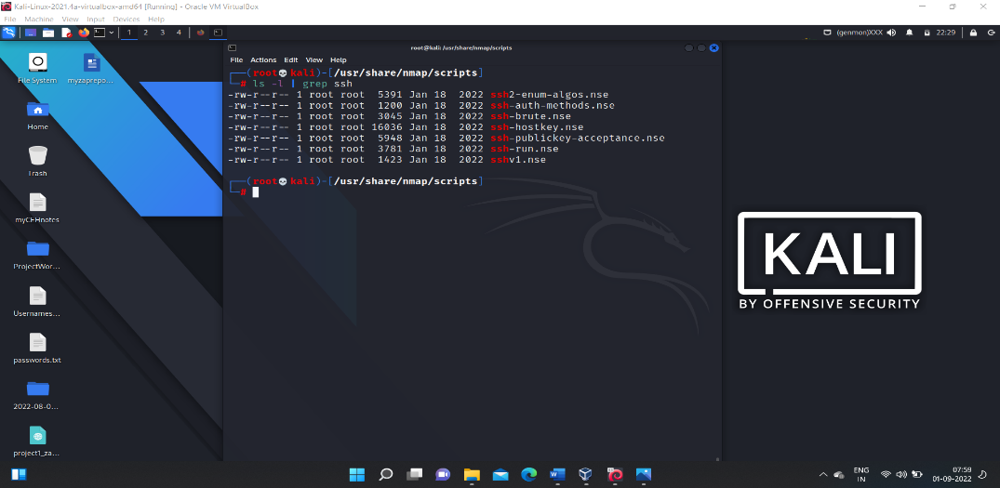 Kali-Linux-2021.4a-virtualbox-amd64 [Running] - Oracle VM VirtualBox
File Machine View Input Devices Help
1 2 3 4
(genmon)XXX 22:29
root@kali: /usr/share/nmap/scripts
File Actions Edit View Help
(root💀kali)-[/usr/share/nmap/scripts]
# ls -l | grep ssh
-rw-r--r-- 1 root root 5391 Jan 18 2022 ssh2-enum-algos.nse
-rw-r--r-- 1 root root 1200 Jan 18 2022 ssh-auth-methods.nse
-rw-r--r-- 1 root root 3045 Jan 18 2022 ssh-brute.nse
-rw-r--r-- 1 root root 16036 Jan 18 2022 ssh-hostkey.nse
-rw-r--r-- 1 root root 5948 Jan 18 2022 ssh-publickey-acceptance.nse
-rw-r--r-- 1 root root 3781 Jan 18 2022 ssh-run.nse
-rw-r--r-- 1 root root 1423 Jan 18 2022 sshv1.nse
(root💀kali)-[/usr/share/nmap/scripts]
#
File System
myzaprepo...
Home
Trash
myCEHnotes
ProjectWor...
Usernames...
passwords.txt
2022-08-0...
project1_za...
KALI
BY OFFENSIVE SECURITY
ENG
IN
07:59
01-09-2022